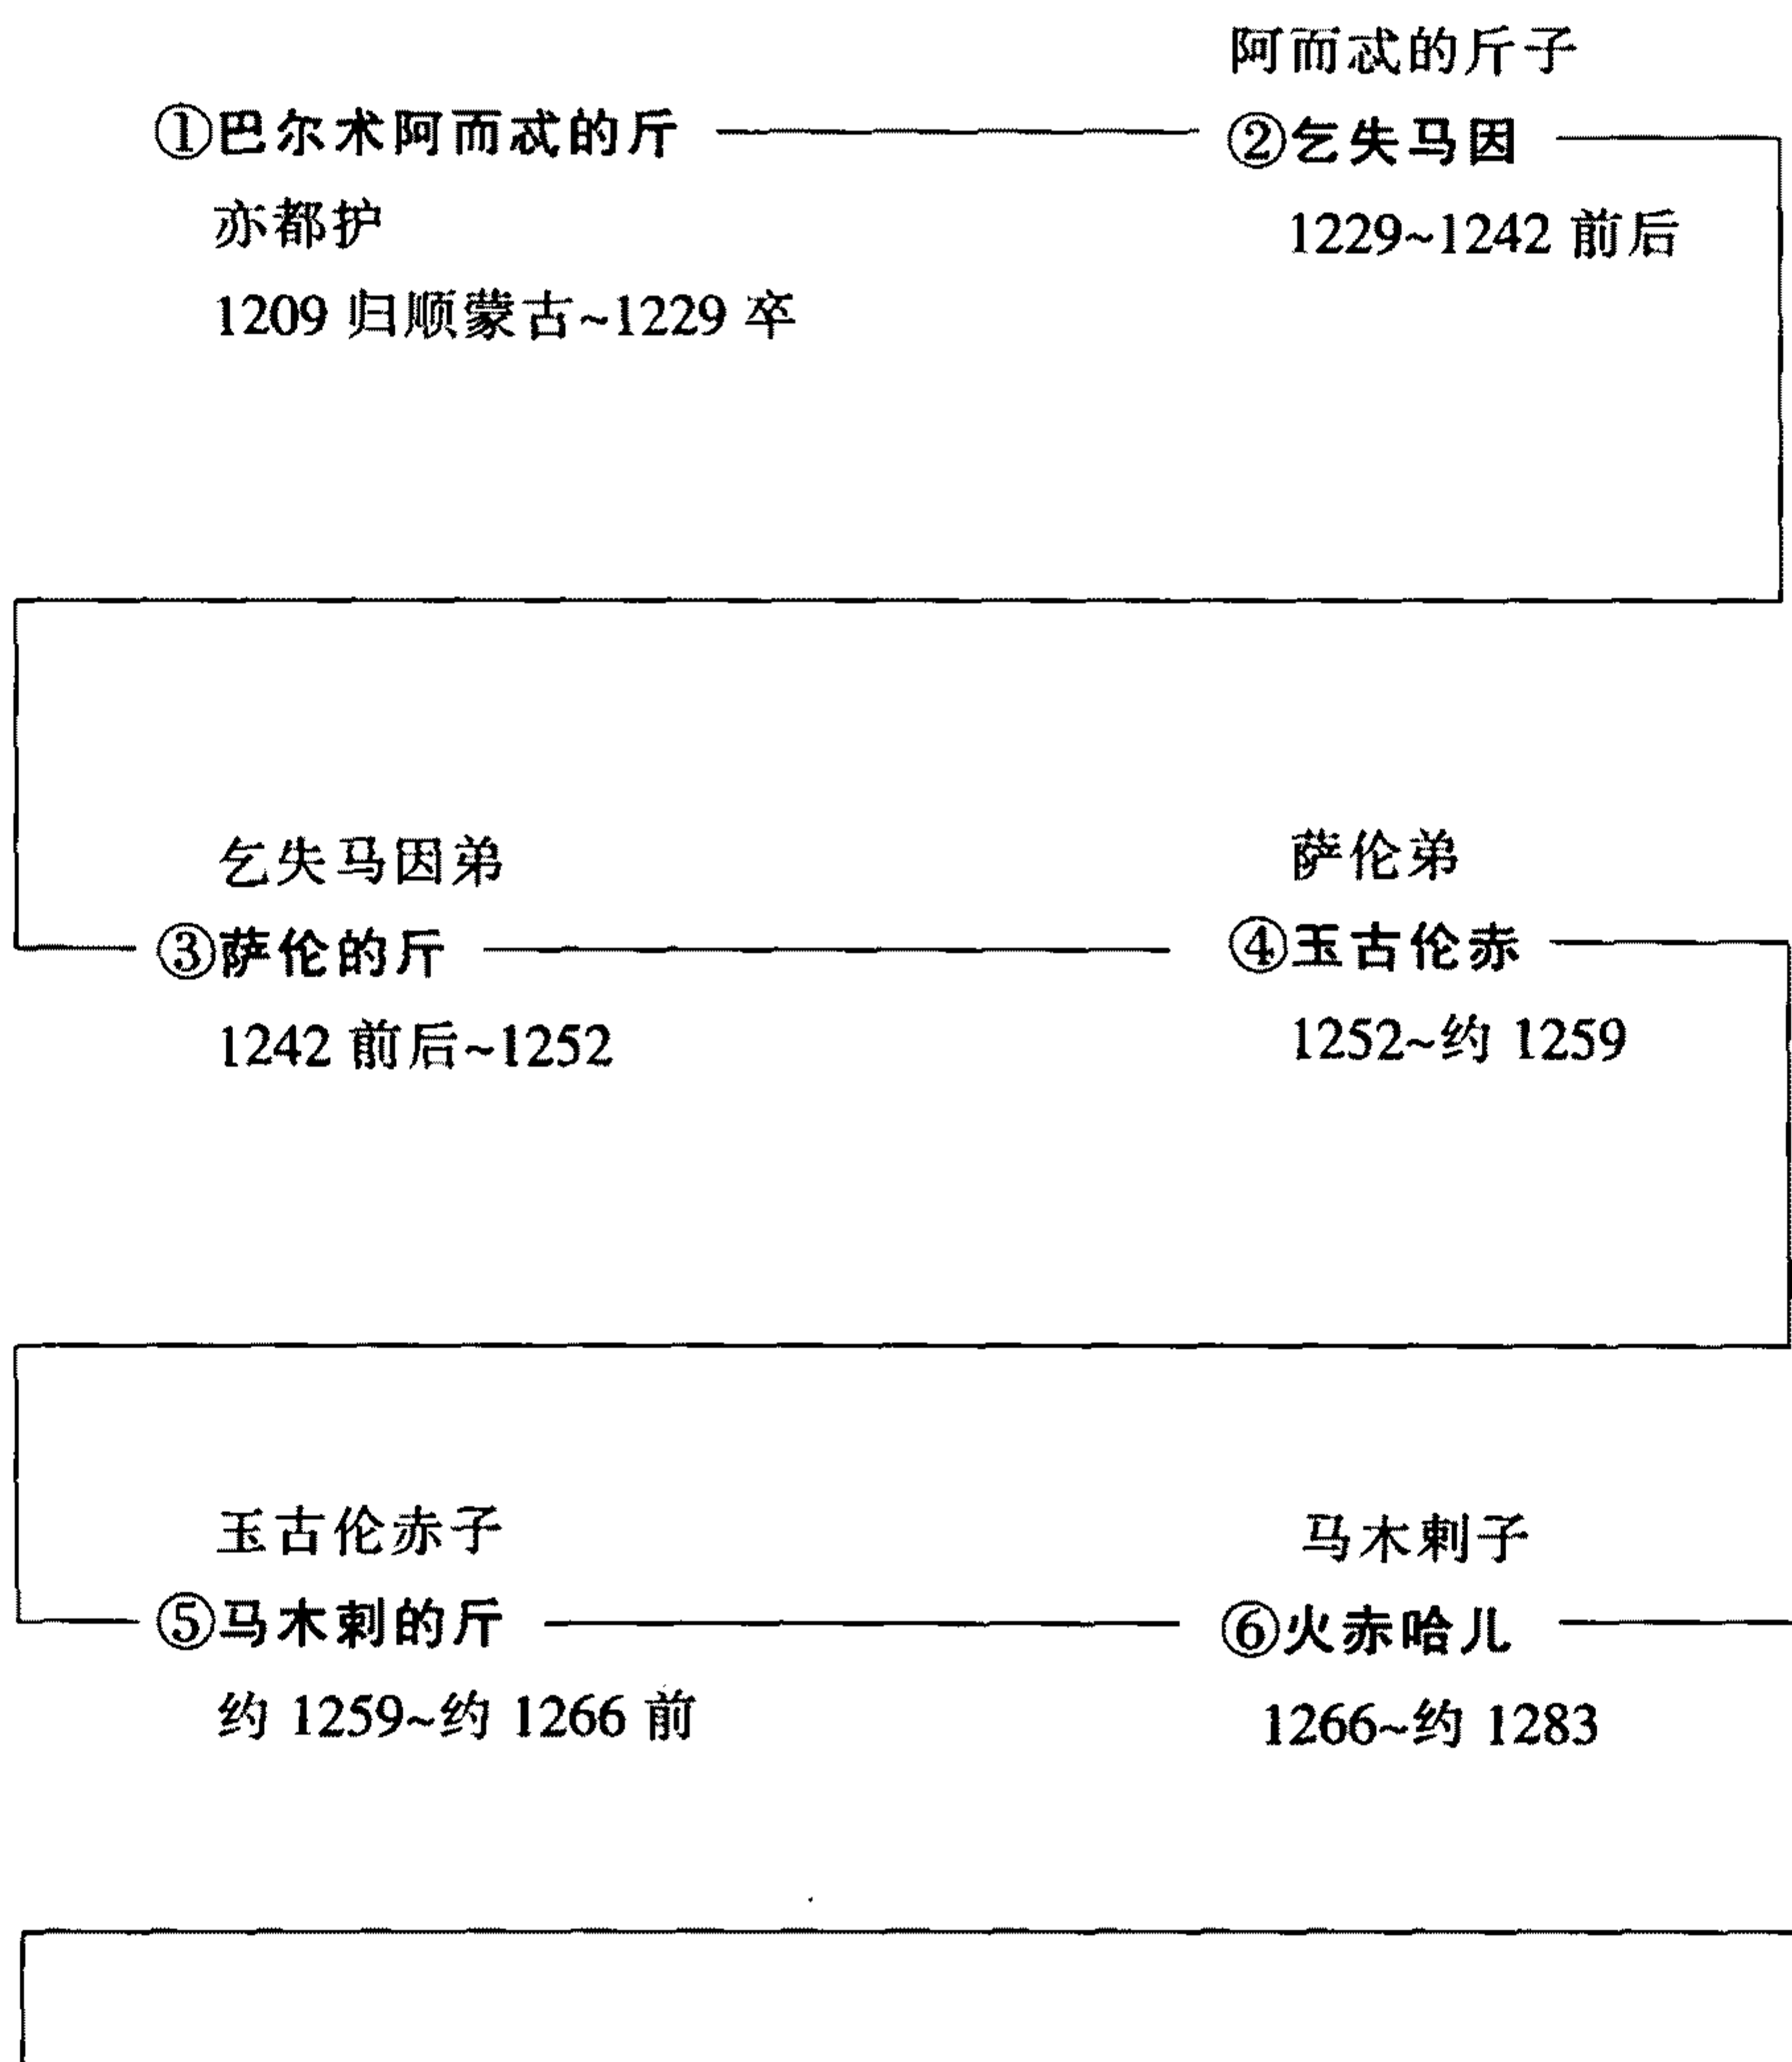 阿而忒的斤子
①巴尔术阿而忒的斤
②乞失马因
亦都护
1229~1242 前后
1209 归顺蒙古~1229 卒
乞失马因弟
萨伦弟
③萨伦的斤
④玉古伦赤
1242 前后~1252
1252~约 1259
玉古伦赤子
马木剌子
⑤马木剌的斤
⑥火赤哈儿
约 1259~约 1266 前
1266~约 1283